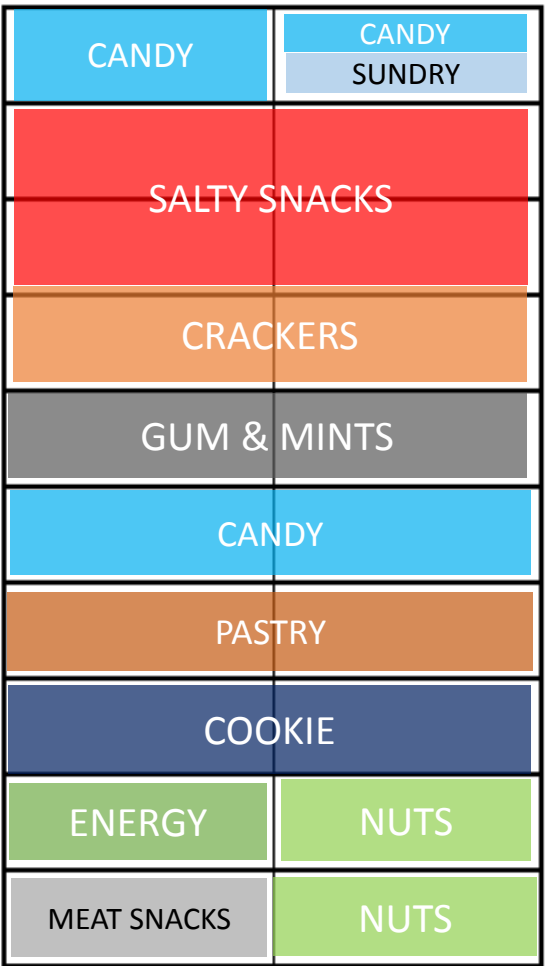 CANDY
CANDY
SUNDRY
SALTY SNACKS
CRACKERS
GUM & MINTS
CANDY
PASTRY
COOKIE
ENERGY
NUTS
MEAT SNACKS
NUTS